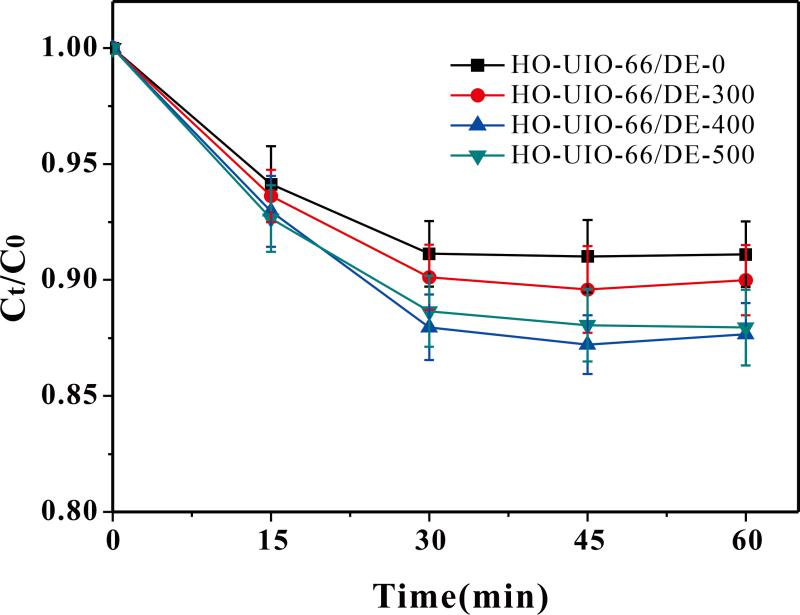 1.00
0.95
0.90
0.85
0.80
Ct/C0
HO-UIO-66/DE-0
HO-UIO-66/DE-300
HO-UIO-66/DE-400
HO-UIO-66/DE-500
0 15 30 45 60
Time(min)